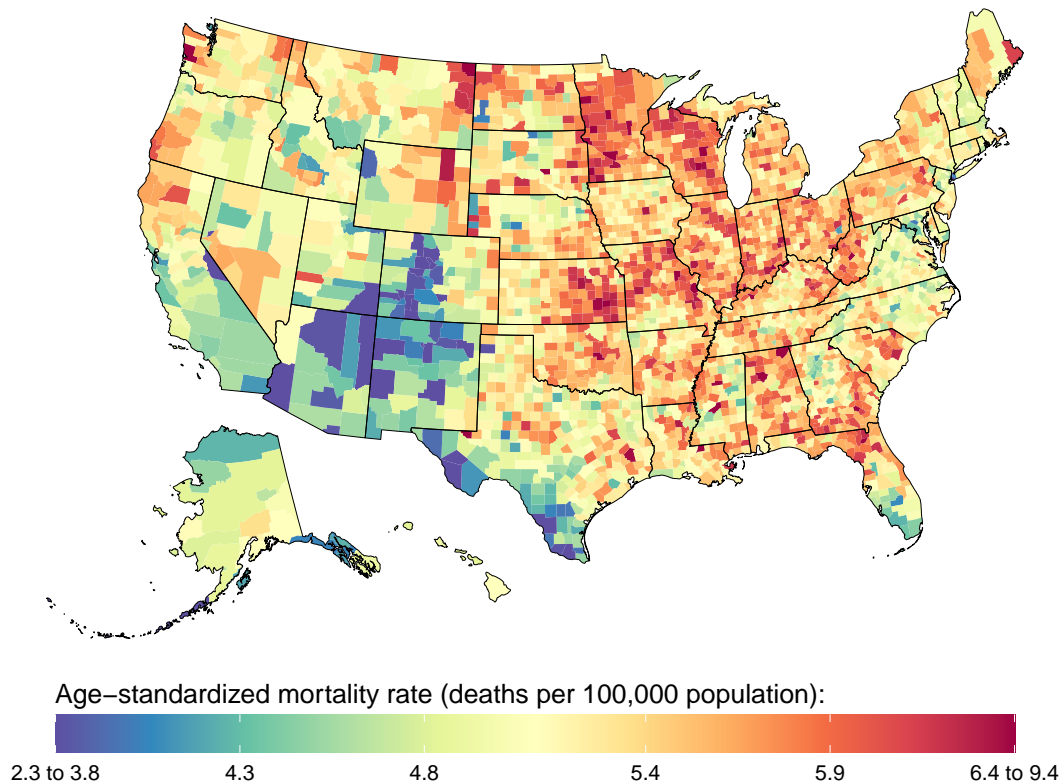 Age−standardized mortality rate (deaths per 100,000 population):
2.3 to 3.8 4.3 4.8 5.4 5.9 6.4 to 9.4